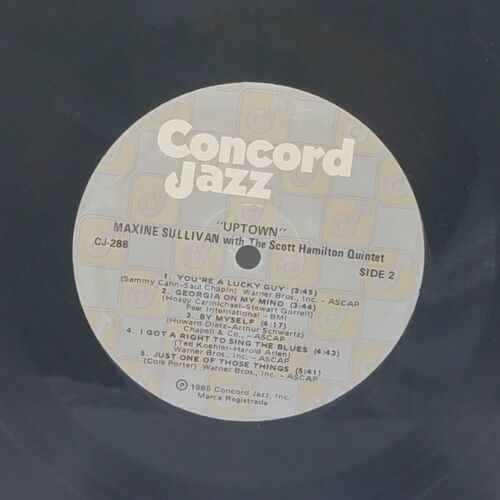 Concord
Jazz
"UPTOWN"
MAXINE SULLIVAN with The Scott Hamilton Quintet
CJ-288
SIDE 2
1. YOU'RE A LUCKY GUY (3:45)
(Sammy Cahn-Saul Chapin) Warner Bros., Inc. - ASCAP
2. GEORGIA ON MY MIND (3:44)
(Hoagy Carmichael-Stewart Gorrell)
Peer International - BMI
3. BY MYSELF (4:17)
(Howard Dietz-Arthur Schwartz)
Chapell & Co., - ASCAP
4. I GOT A RIGHT TO SING THE BLUES (4:43)
(Ted Koehler-Harold Arlen)
Warner Bros., Inc. - ASCAP
5. JUST ONE OF THOSE THINGS (5:41)
(Cole Porter) Warner Bros., Inc. - ASCAP
℗ 1985 Concord Jazz, Inc.
Marca Registrada